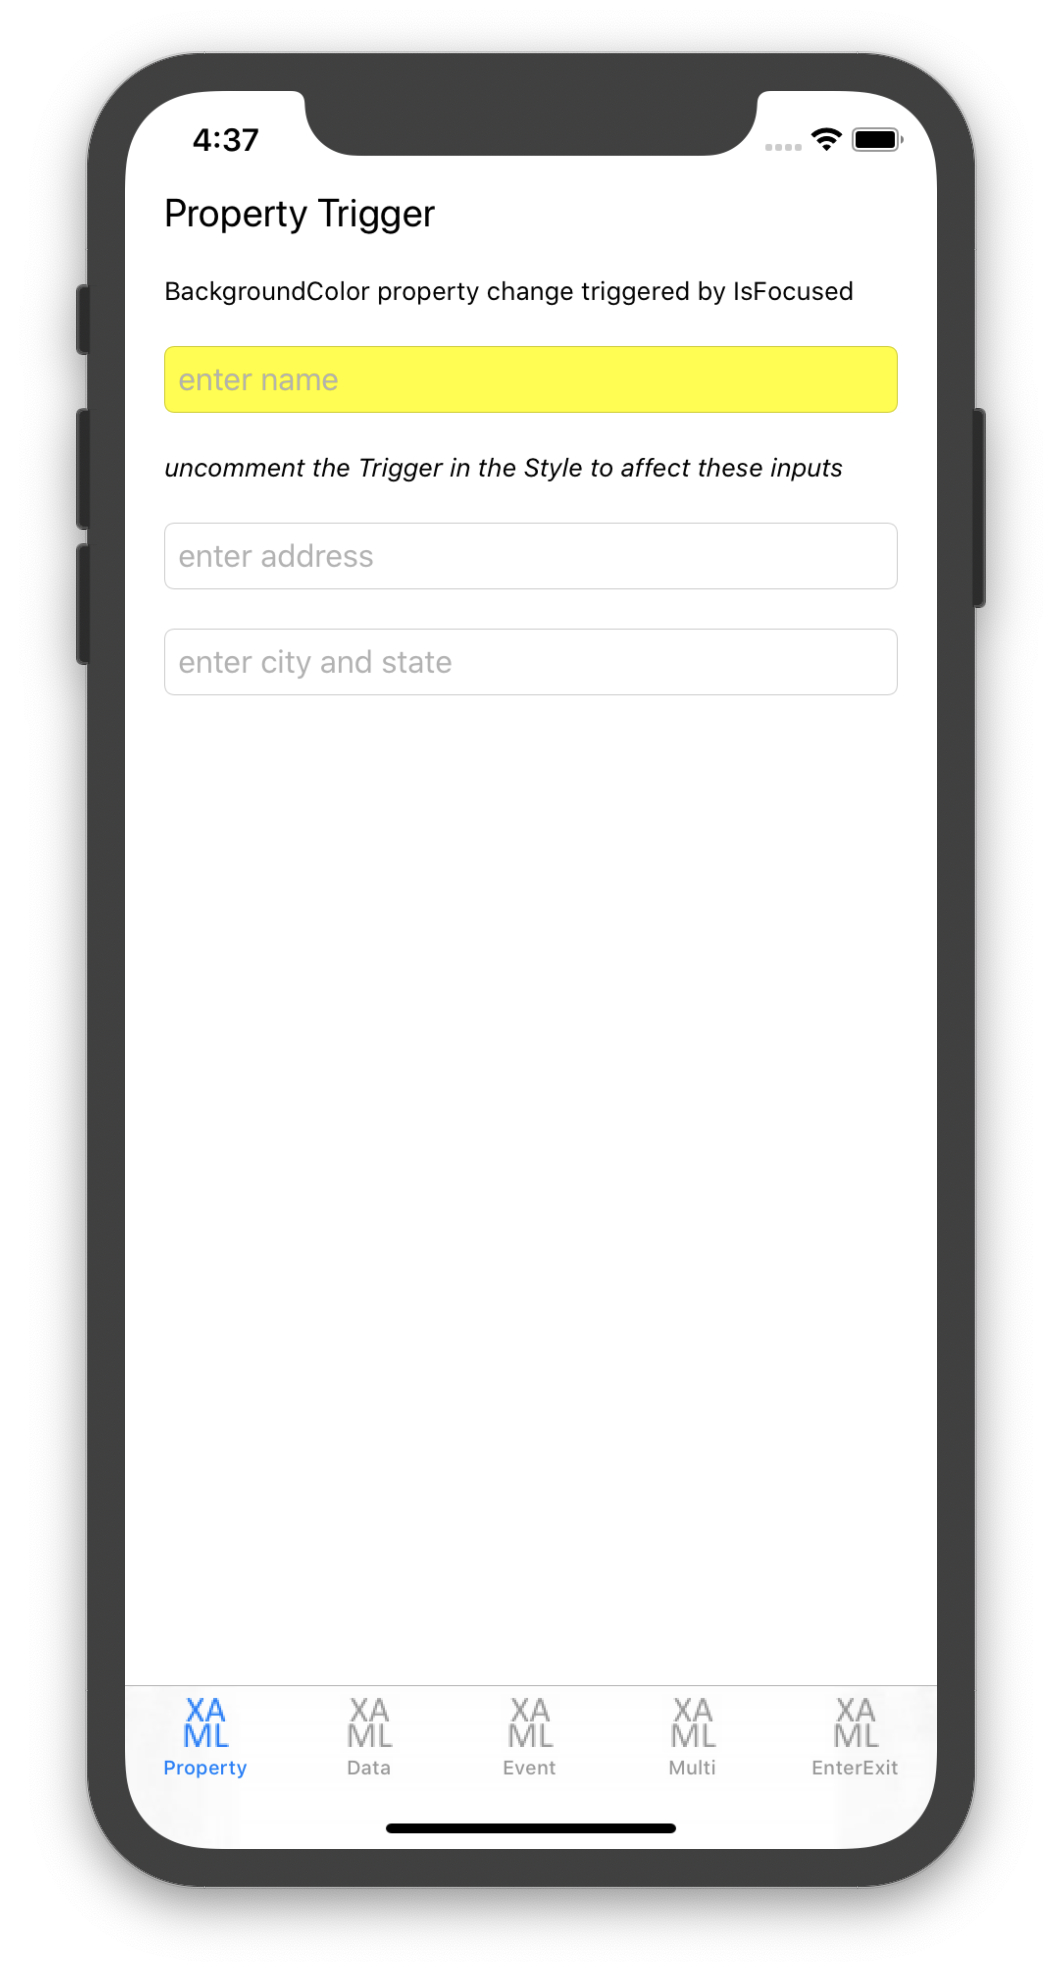 4:37
Property Trigger
BackgroundColor property change triggered by IsFocused
enter name
uncomment the Trigger in the Style to affect these inputs
enter address
enter city and state
XA XA XA XA XA
ML ML ML ML ML
Property Data Event Multi EnterExit